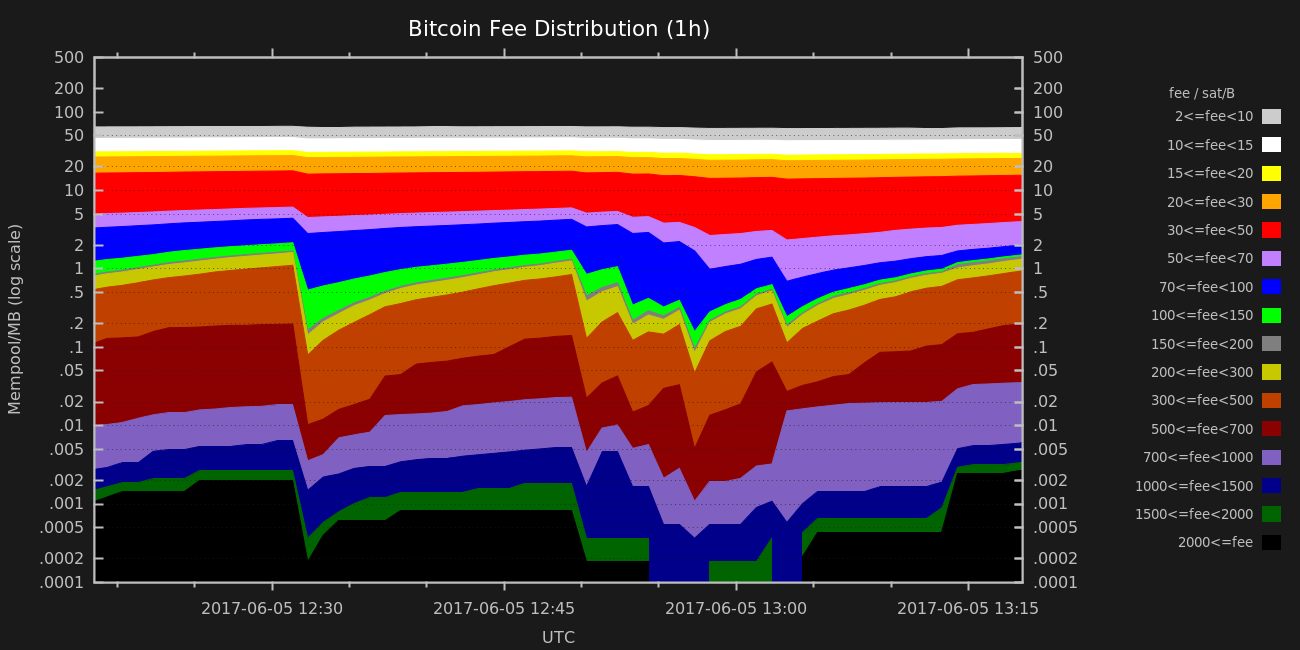 Bitcoin Fee Distribution (1h)
500 500
200 200
100 100
50 50
20 20
10 10
5 5
2 2
1 1
.5 .5
.2 .2
.1 .1
.05 .05
.02 .02
.01 .01
.005 .005
.002 .002
.001 .001
.0005 .0005
.0002 .0002
.0001 .0001
Mempool/MB (log scale)
2017-06-05 12:30 2017-06-05 12:45 2017-06-05 13:00 2017-06-05 13:15
UTC
fee / sat/B
2<=fee<10
10<=fee<15
15<=fee<20
20<=fee<30
30<=fee<50
50<=fee<70
70<=fee<100
100<=fee<150
150<=fee<200
200<=fee<300
300<=fee<500
500<=fee<700
700<=fee<1000
1000<=fee<1500
1500<=fee<2000
2000<=fee